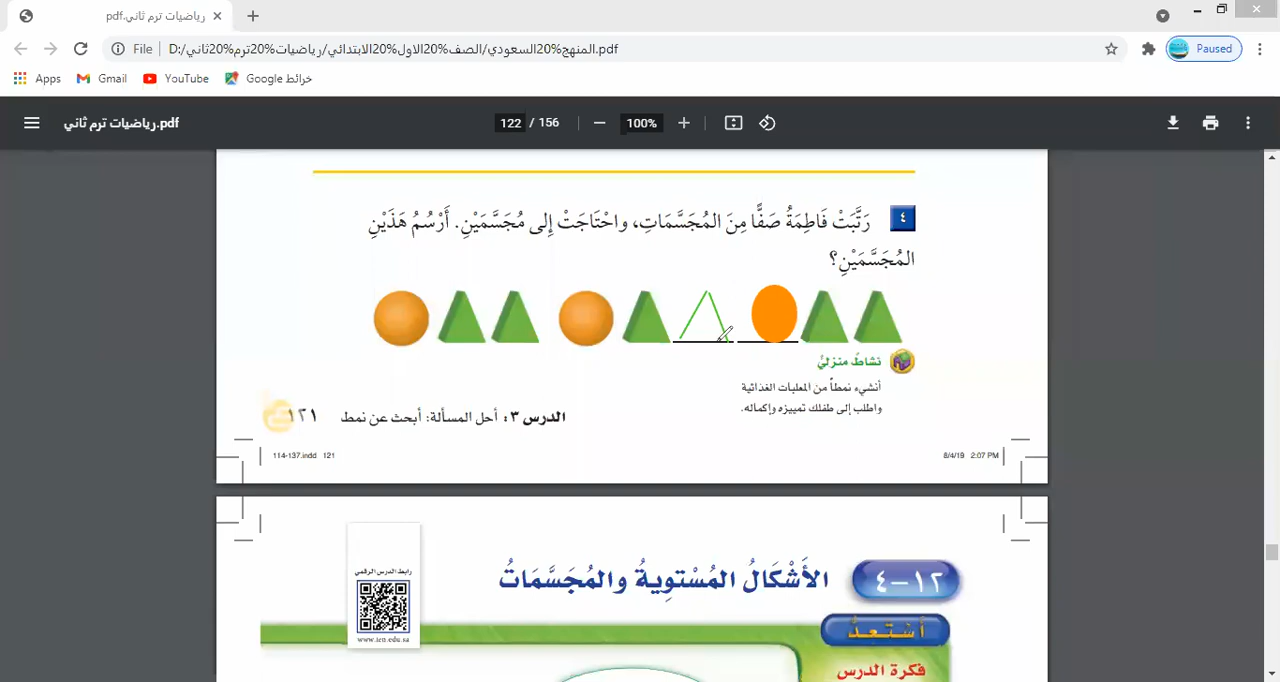 رياضيات ترم ثاني.pdf
File D:/المنهج%20السعودي/الصف%20الاول%20الابتدائي/رياضيات%20ترم%20ثاني.pdf
Paused
Apps Gmail YouTube خرائط Google
رياضيات ترم ثاني.pdf
122 / 156
100%
٤ رَتَّبَتْ فَاطِمَةُ صَفًّا مِنَ المُجَسَّمَاتِ، واحْتَاجَتْ إِلى مُجَسَّمَيْنِ. أَرْسُمُ هَذَيْنِ
المُجَسَّمَيْنِ؟
نشاط منزليّ
أنشيء نمطاً من المعلبات الغذائية
واطلب إلى طفلك تمييزه وإكماله.
الدرس ٣: أحل المسألة: أبحث عن نمط ١٢١
114-137.indd 121
8/4/19 2:07 PM
١٢-٤ الأَشْكَالُ المُسْتَوِيةُ والمُجَسَّمَاتُ
رابط الدرس الرقمي
www.ien.edu.sa
أَسْتَعِدُّ
فكرة الدرس